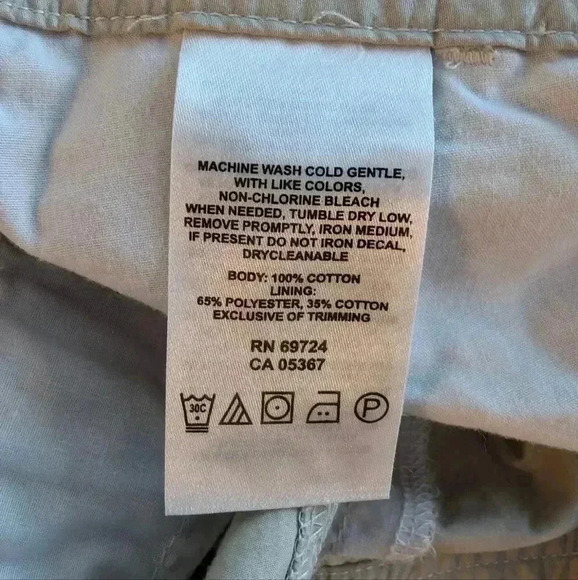 MACHINE WASH COLD GENTLE,
WITH LIKE COLORS,
NON-CHLORINE BLEACH
WHEN NEEDED, TUMBLE DRY LOW,
REMOVE PROMPTLY, IRON MEDIUM,
IF PRESENT DO NOT IRON DECAL,
DRYCLEANABLE
BODY: 100% COTTON
LINING:
65% POLYESTER, 35% COTTON
EXCLUSIVE OF TRIMMING
RN 69724
CA 05367
30C P